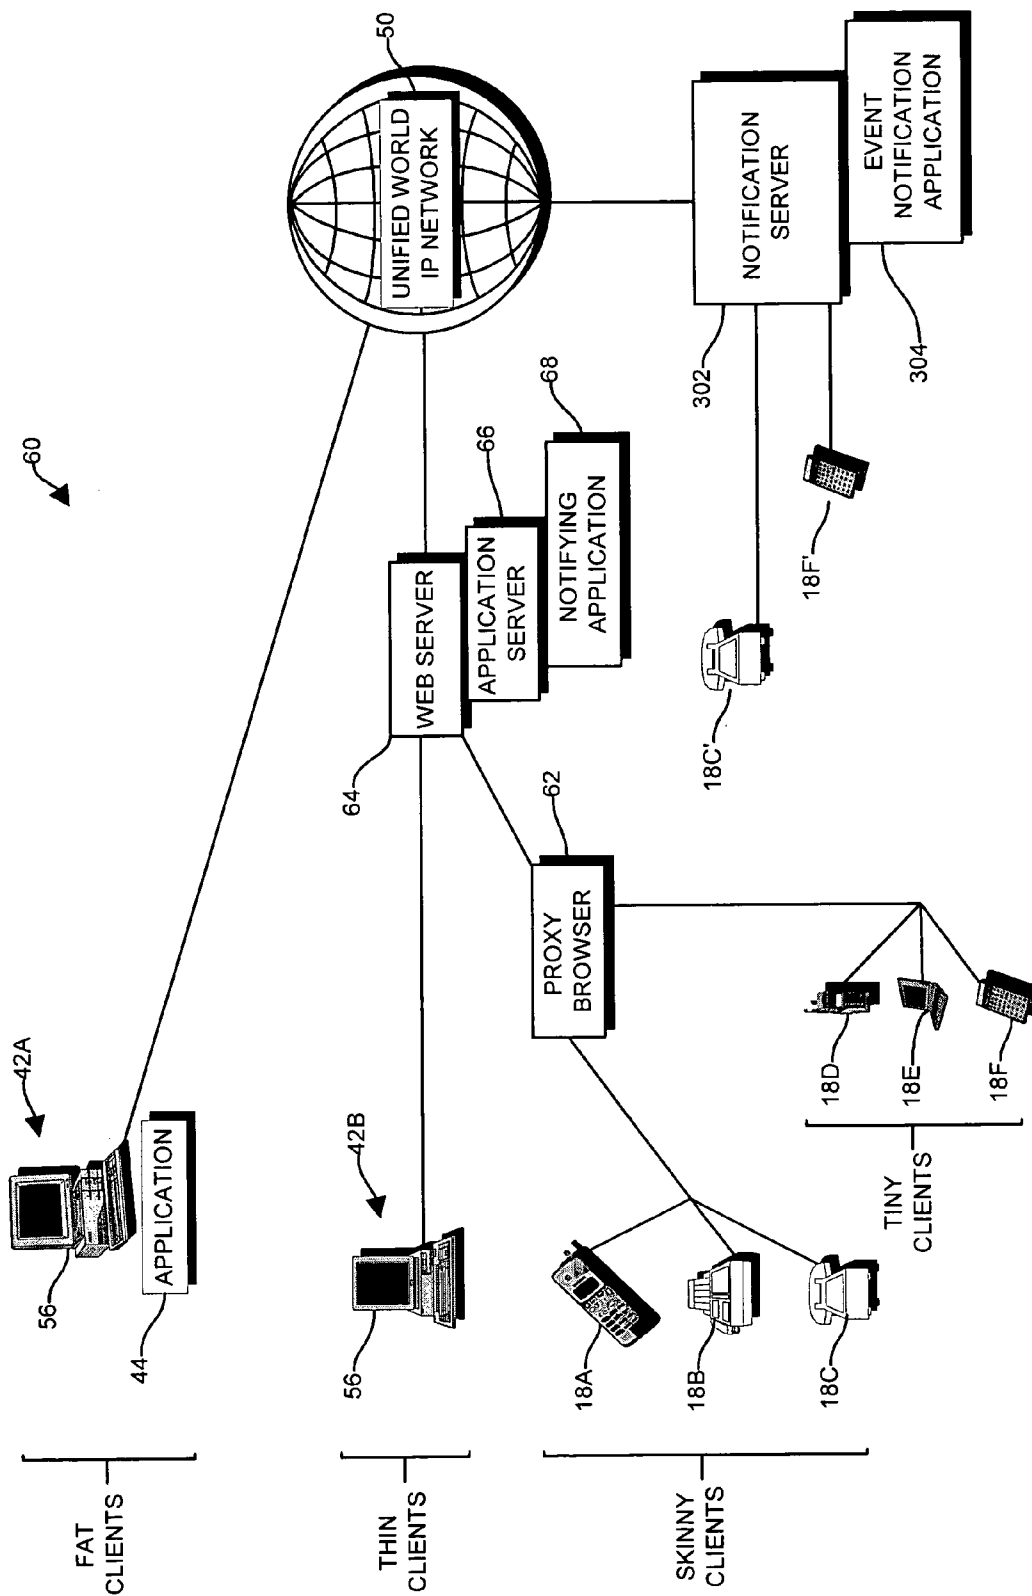 60
FAT
CLIENTS
42A
56
44
APPLICATION
50
UNIFIED WORLD
IP NETWORK
THIN
CLIENTS
42B
56
64
WEB SERVER
APPLICATION
SERVER
66
NOTIFYING
APPLICATION
68
SKINNY
CLIENTS
18A
18B
18C
PROXY
BROWSER
62
TINY
CLIENTS
18D
18E
18F
18C'
18F'
302
NOTIFICATION
SERVER
304
EVENT
NOTIFICATION
APPLICATION